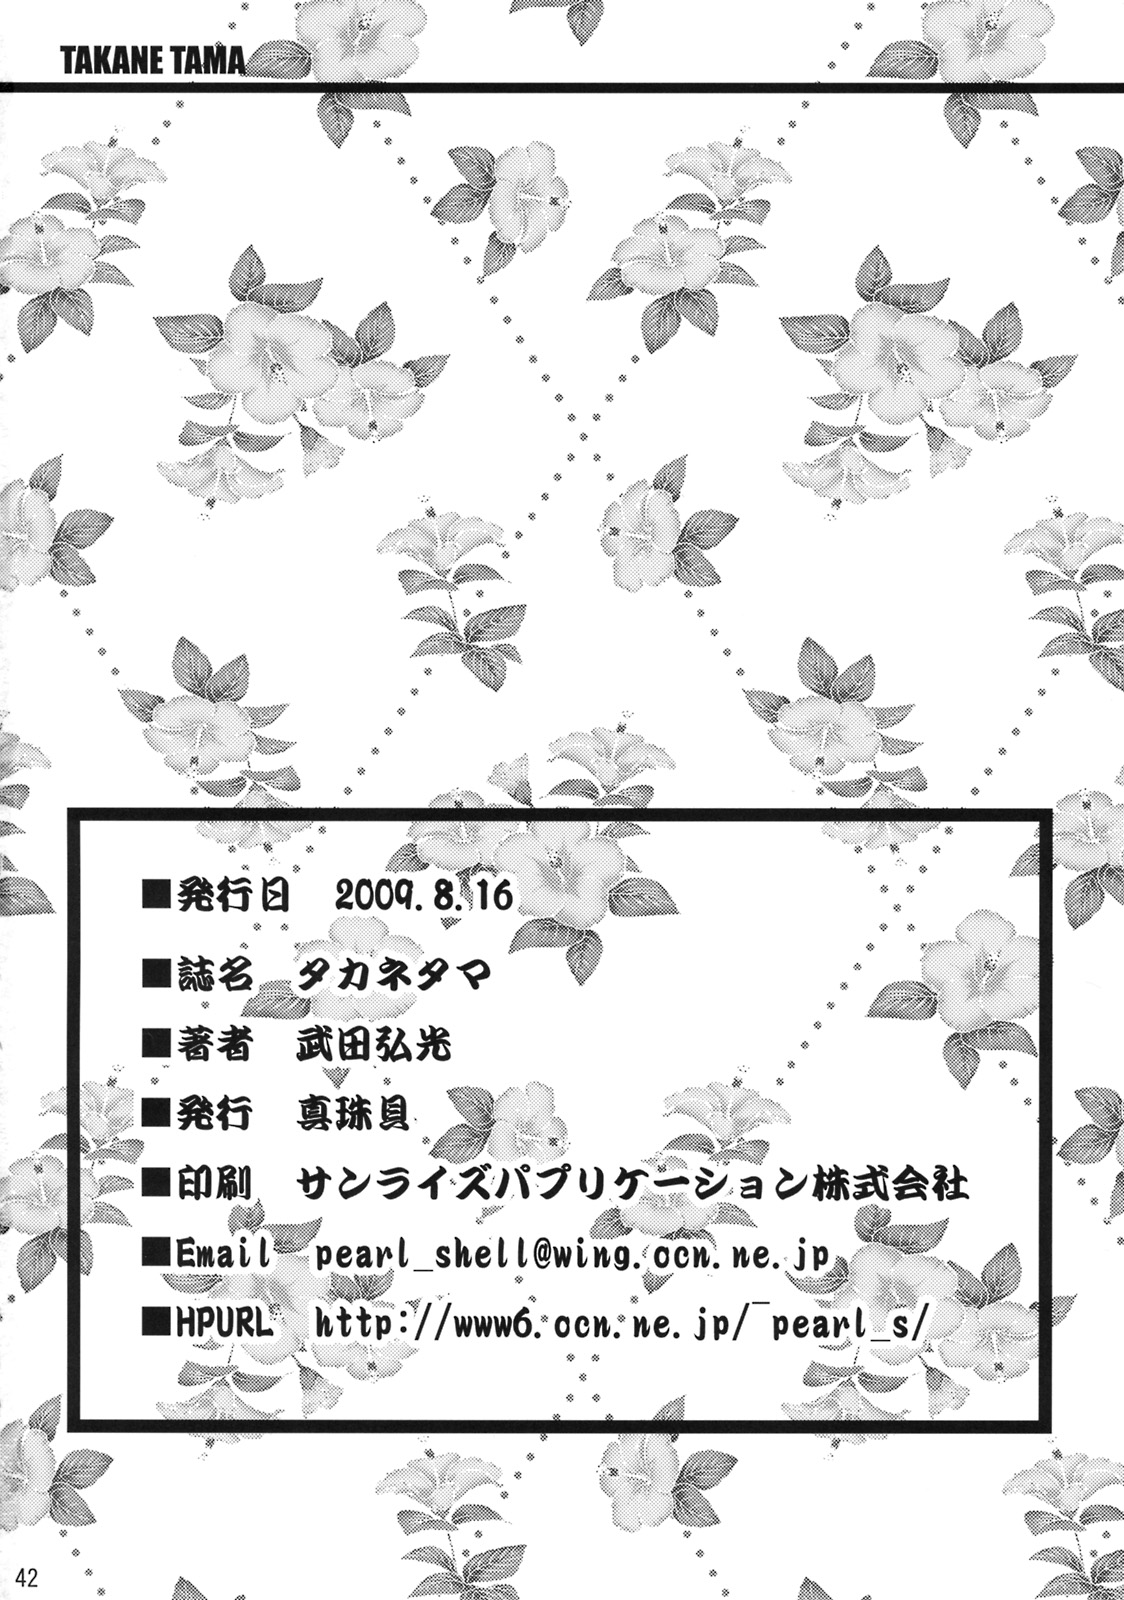 TAKANE TAMA
■発行日　2009.8.16
■誌名　タカネタマ
■著者　武田弘光
■発行　真珠貝
■印刷　サンライズパブリケーション株式会社
■Email　pearl_shell@wing.ocn.ne.jp
■HPURL　http://www6.ocn.ne.jp/‾pearl_s/
42